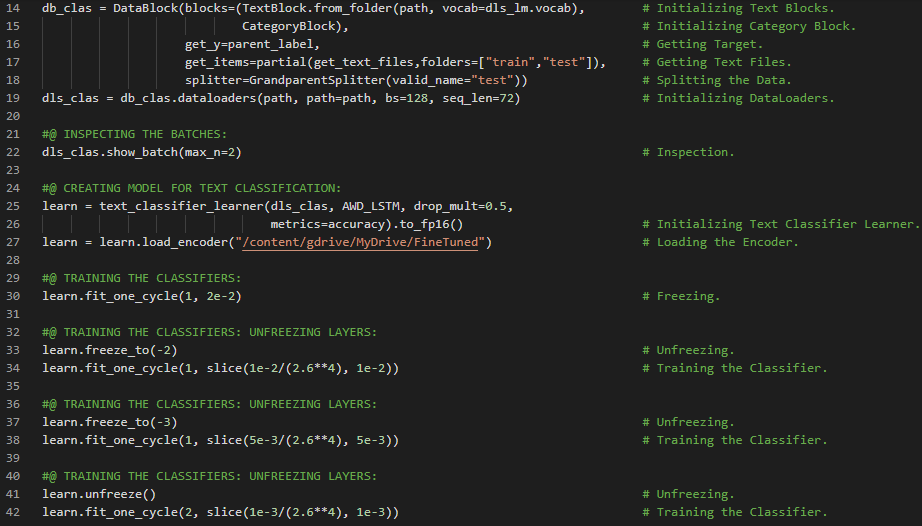 14 db_clas = DataBlock(blocks=(TextBlock.from_folder(path, vocab=dls_lm.vocab), # Initializing Text Blocks.
15 CategoryBlock), # Initializing Category Block.
16 get_y=parent_label, # Getting Target.
17 get_items=partial(get_text_files,folders=["train","test"]), # Getting Text Files.
18 splitter=GrandparentSplitter(valid_name="test")) # Splitting the Data.
19 dls_clas = db_clas.dataloaders(path, path=path, bs=128, seq_len=72) # Initializing DataLoaders.
20
21 #@ INSPECTING THE BATCHES:
22 dls_clas.show_batch(max_n=2) # Inspection.
23
24 #@ CREATING MODEL FOR TEXT CLASSIFICATION:
25 learn = text_classifier_learner(dls_clas, AWD_LSTM, drop_mult=0.5,
26 metrics=accuracy).to_fp16() # Initializing Text Classifier Learner.
27 learn = learn.load_encoder("/content/gdrive/MyDrive/FineTuned") # Loading the Encoder.
28
29 #@ TRAINING THE CLASSIFIERS:
30 learn.fit_one_cycle(1, 2e-2) # Freezing.
31
32 #@ TRAINING THE CLASSIFIERS: UNFREEZING LAYERS:
33 learn.freeze_to(-2) # Unfreezing.
34 learn.fit_one_cycle(1, slice(1e-2/(2.6**4), 1e-2)) # Training the Classifier.
35
36 #@ TRAINING THE CLASSIFIERS: UNFREEZING LAYERS:
37 learn.freeze_to(-3) # Unfreezing.
38 learn.fit_one_cycle(1, slice(5e-3/(2.6**4), 5e-3)) # Training the Classifier.
39
40 #@ TRAINING THE CLASSIFIERS: UNFREEZING LAYERS:
41 learn.unfreeze() # Unfreezing.
42 learn.fit_one_cycle(2, slice(1e-3/(2.6**4), 1e-3)) # Training the Classifier.